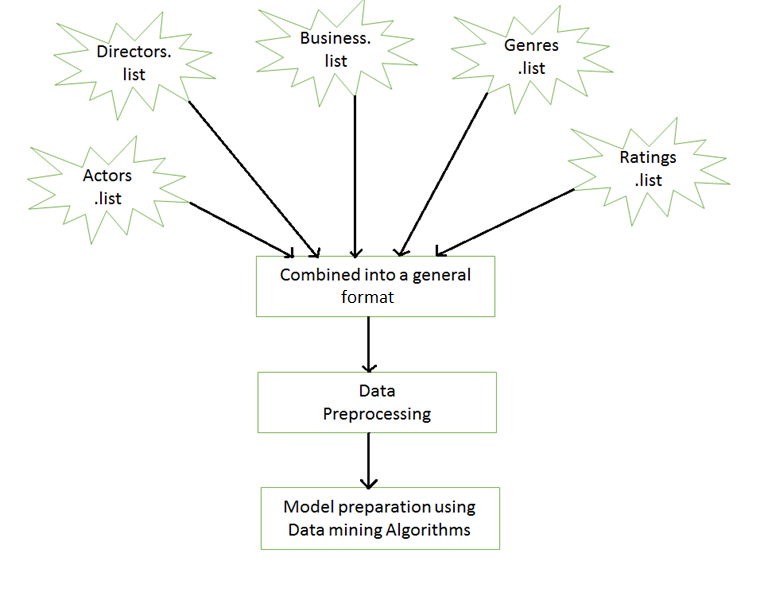 Directors.
list
Business.
list
Genres
.list
Actors
.list
Ratings
.list
Combined into a general
format
Data
Preprocessing
Model preparation using
Data mining Algorithms